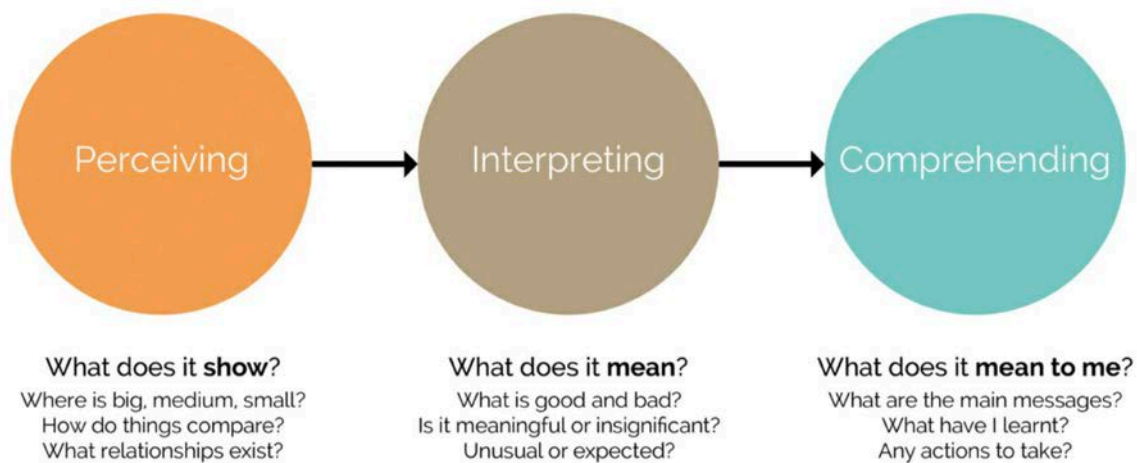 Perceiving
Interpreting
Comprehending
What does it show?
Where is big, medium, small?
How do things compare?
What relationships exist?
What does it mean?
What is good and bad?
Is it meaningful or insignificant?
Unusual or expected?
What does it mean to me?
What are the main messages?
What have I learnt?
Any actions to take?